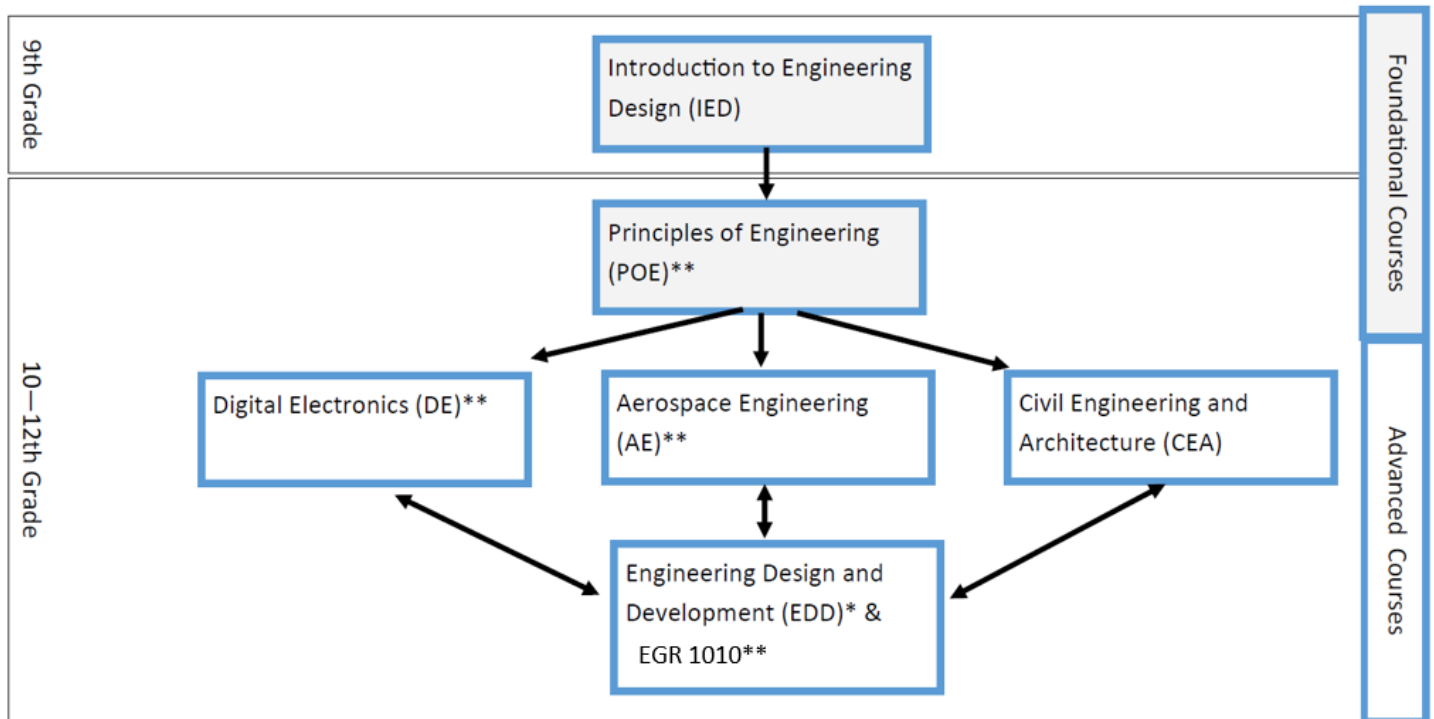 9th Grade
Introduction to Engineering
Design (IED)
Foundational Courses
Principles of Engineering
(POE)**
10—12th Grade
Digital Electronics (DE)**
Aerospace Engineering
(AE)**
Civil Engineering and
Architecture (CEA)
Advanced Courses
Engineering Design and
Development (EDD)* &
EGR 1010**